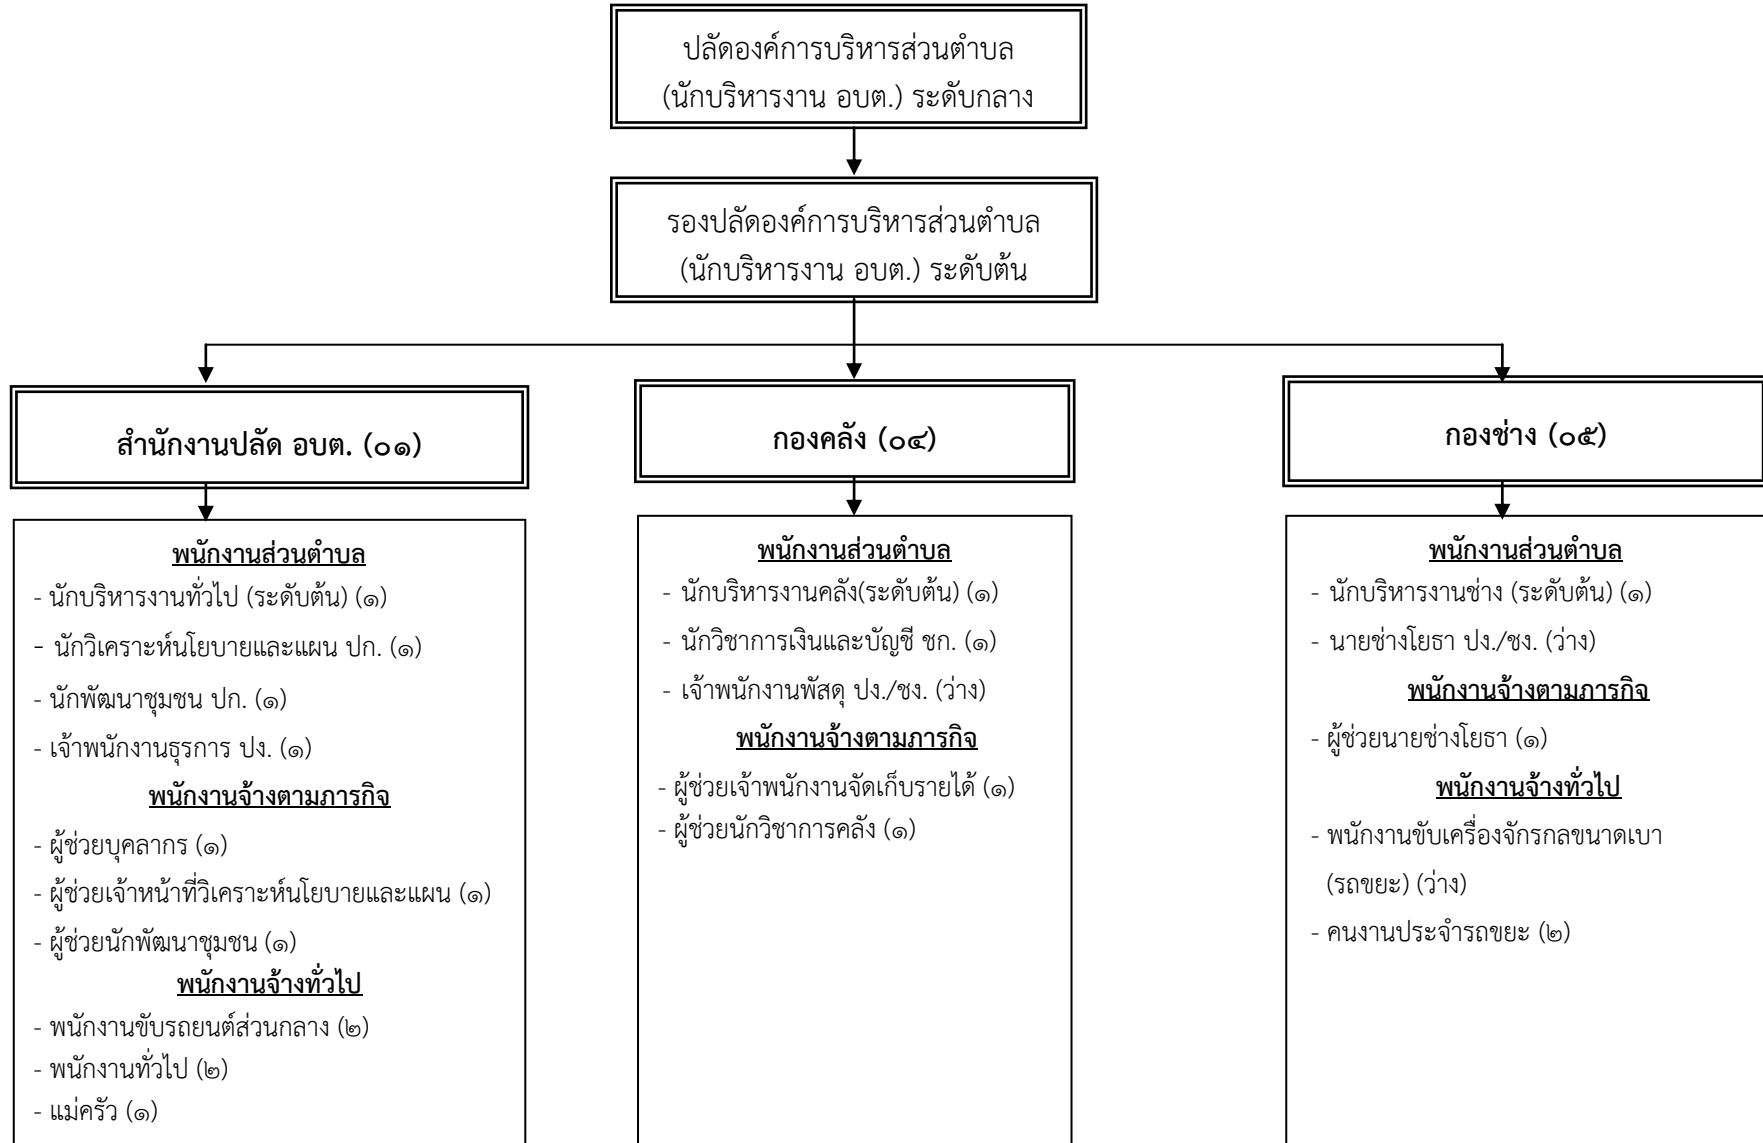 ปลัดองค์การบริหารส่วนตำบล
(นักบริหารงาน อบต.) ระดับกลาง
รองปลัดองค์การบริหารส่วนตำบล
(นักบริหารงาน อบต.) ระดับต้น
สำนักงานปลัด อบต. (๐๑)
พนักงานส่วนตำบล
- นักบริหารงานทั่วไป (ระดับต้น) (๑)
- นักวิเคราะห์นโยบายและแผน ปก. (๑)
- นักพัฒนาชุมชน ปก. (๑)
- เจ้าพนักงานธุรการ ปง. (๑)
พนักงานจ้างตามภารกิจ
- ผู้ช่วยบุคลากร (๑)
- ผู้ช่วยเจ้าหน้าที่วิเคราะห์นโยบายและแผน (๑)
- ผู้ช่วยนักพัฒนาชุมชน (๑)
พนักงานจ้างทั่วไป
- พนักงานขับรถยนต์ส่วนกลาง (๒)
- พนักงานทั่วไป (๒)
- แม่ครัว (๑)
กองคลัง (๐๔)
พนักงานส่วนตำบล
- นักบริหารงานคลัง(ระดับต้น) (๑)
- นักวิชาการเงินและบัญชี ชก. (๑)
- เจ้าพนักงานพัสดุ ปง./ชง. (ว่าง)
พนักงานจ้างตามภารกิจ
- ผู้ช่วยเจ้าพนักงานจัดเก็บรายได้ (๑)
- ผู้ช่วยนักวิชาการคลัง (๑)
กองช่าง (๐๕)
พนักงานส่วนตำบล
- นักบริหารงานช่าง (ระดับต้น) (๑)
- นายช่างโยธา ปง./ชง. (ว่าง)
พนักงานจ้างตามภารกิจ
- ผู้ช่วยนายช่างโยธา (๑)
พนักงานจ้างทั่วไป
- พนักงานขับเครื่องจักรกลขนาดเบา
(รถขยะ) (ว่าง)
- คนงานประจำรถขยะ (๒)